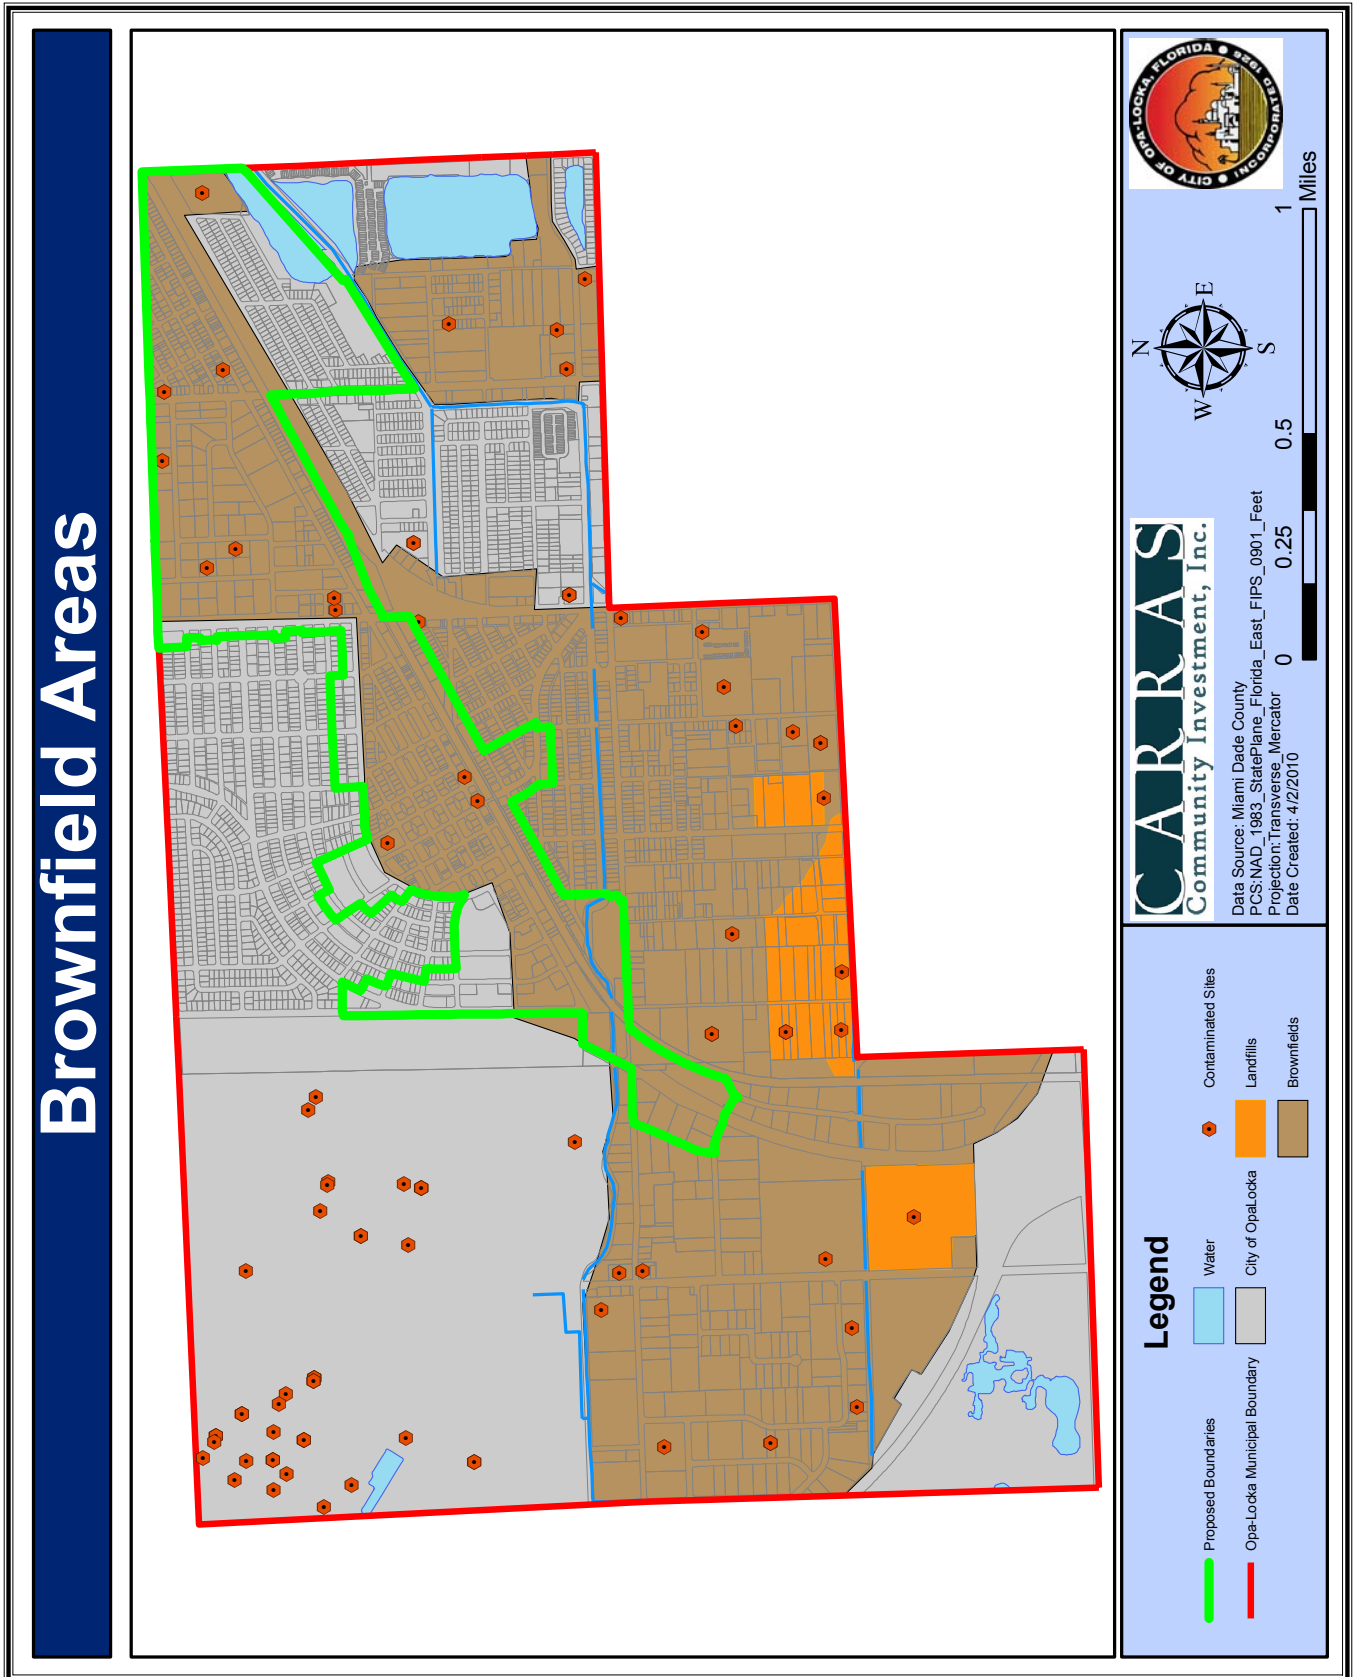 Brownfield Areas
CITY OF OPA-LOCKA, FLORIDA
INCORPORATED 1926
N
W
E
S
0
0.25
0.5
1
Miles
CARRAS
Community Investment, Inc.
Data Source: Miami Dade County
PCS:NAD_1983_StatePlane_Florida_East_FIPS_0901_Feet
Projection:Transverse_Mercator
Date Created: 4/2/2010
Legend
Proposed Boundaries
Opa-Locka Municipal Boundary
Water
City of OpaLocka
Contaminated Sites
Landfills
Brownfields